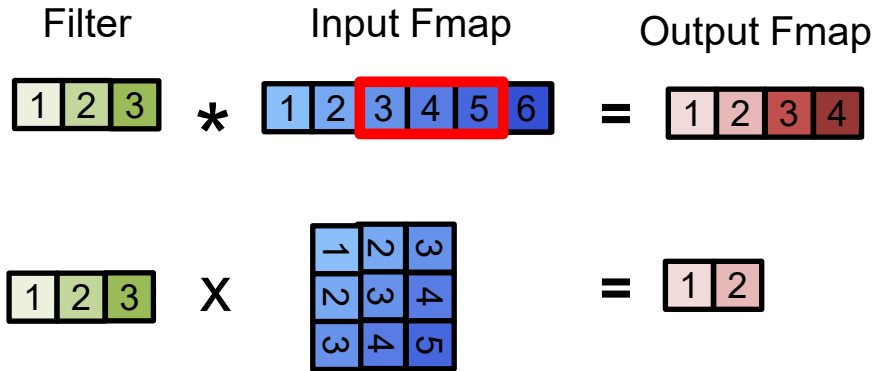 Filter Input Fmap Output Fmap
1 2 3 * 1 2 3 4 5 6 = 1 2 3 4
1 2 3
1 2 3 x 2 3 4 = 1 2
3 4 5